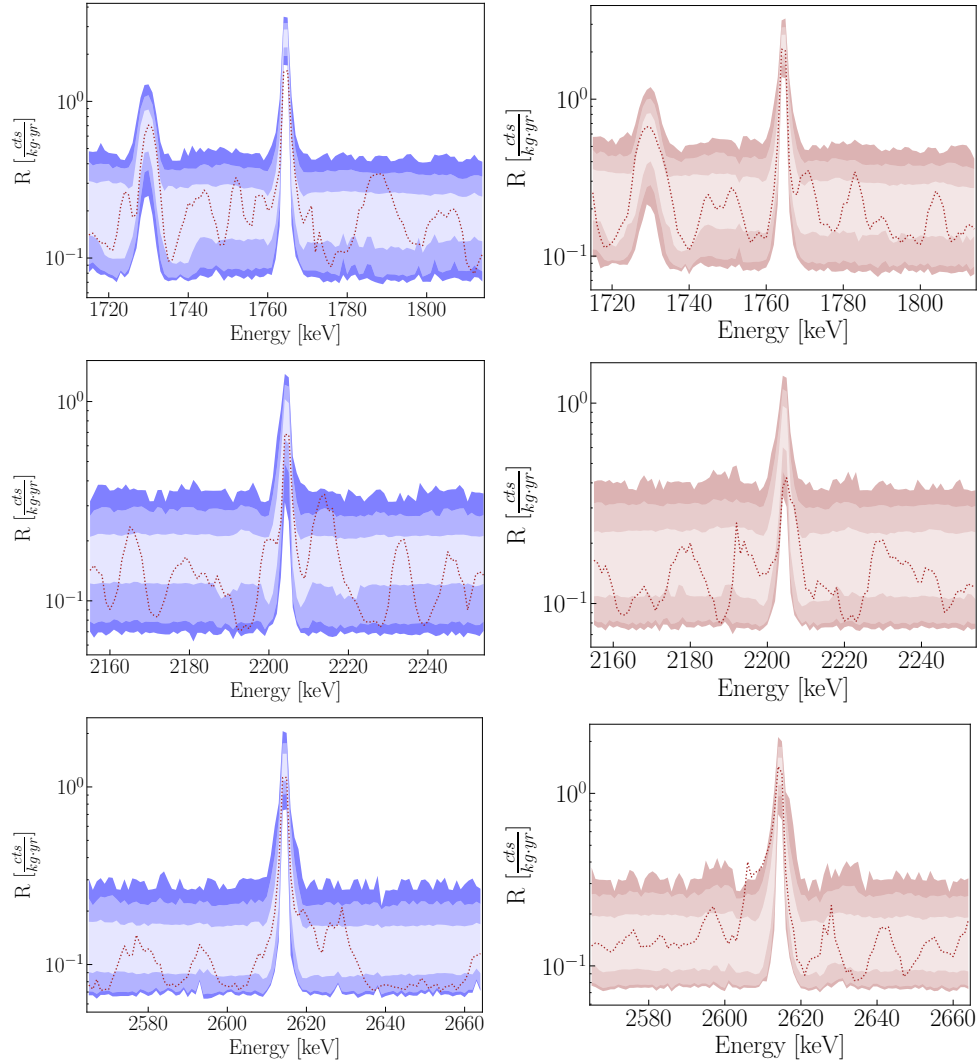 R [cts/kg·yr]
10⁰
10⁻¹
1720 1740 1760 1780 1800
Energy [keV]
R [cts/kg·yr]
10⁰
10⁻¹
1720 1740 1760 1780 1800
Energy [keV]
R [cts/kg·yr]
10⁰
10⁻¹
2160 2180 2200 2220 2240
Energy [keV]
R [cts/kg·yr]
10⁰
10⁻¹
2160 2180 2200 2220 2240
Energy [keV]
R [cts/kg·yr]
10⁰
10⁻¹
2580 2600 2620 2640 2660
Energy [keV]
R [cts/kg·yr]
10⁰
10⁻¹
2580 2600 2620 2640 2660
Energy [keV]